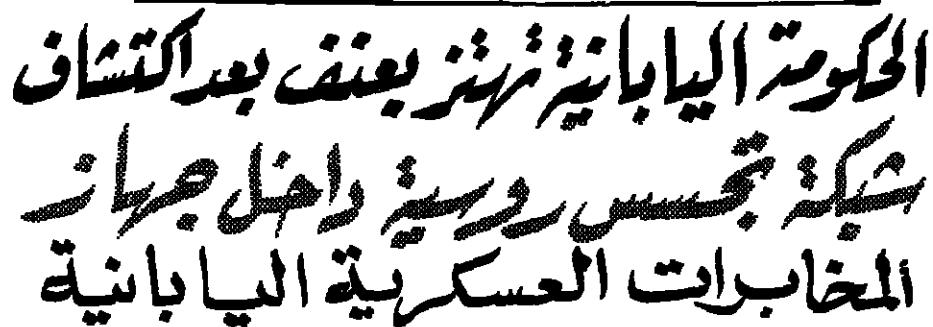 الحكومة اليابانية تهتز بعنف بعد اكتشاف
شبكة تجسس روسية داخل جهاز
المخابرات العسكرية اليابانية